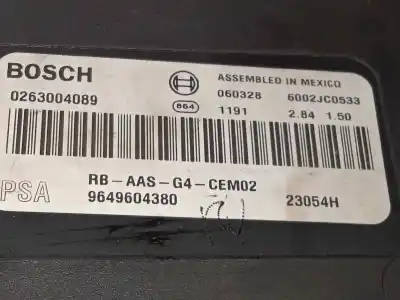 BOSCH ASSEMBLED IN MEXICO
0263004089 864 060328 6002JC0533
1191 2.84 1.50
RB-AAS-G4-CEM02
PSA 9649604380 23054H